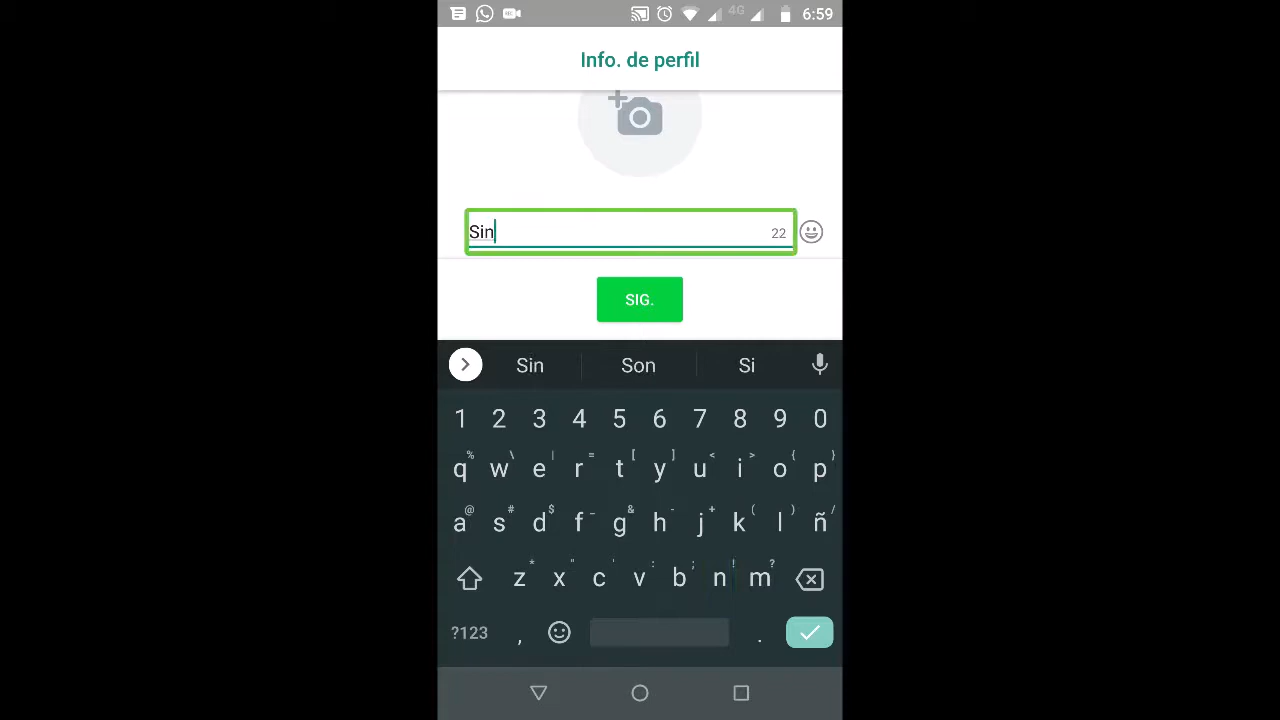 4G 6:59
Info. de perfil
Sin 22
SIG.
Sin Son Si
1 2 3 4 5 6 7 8 9 0
% \ | = [ ] < > { }
q w e r t y u i o p
@ # $ _ & - + ( ) /
a s d f g h j k l ñ
* " ' : ; ! ?
z x c v b n m
?123 , .